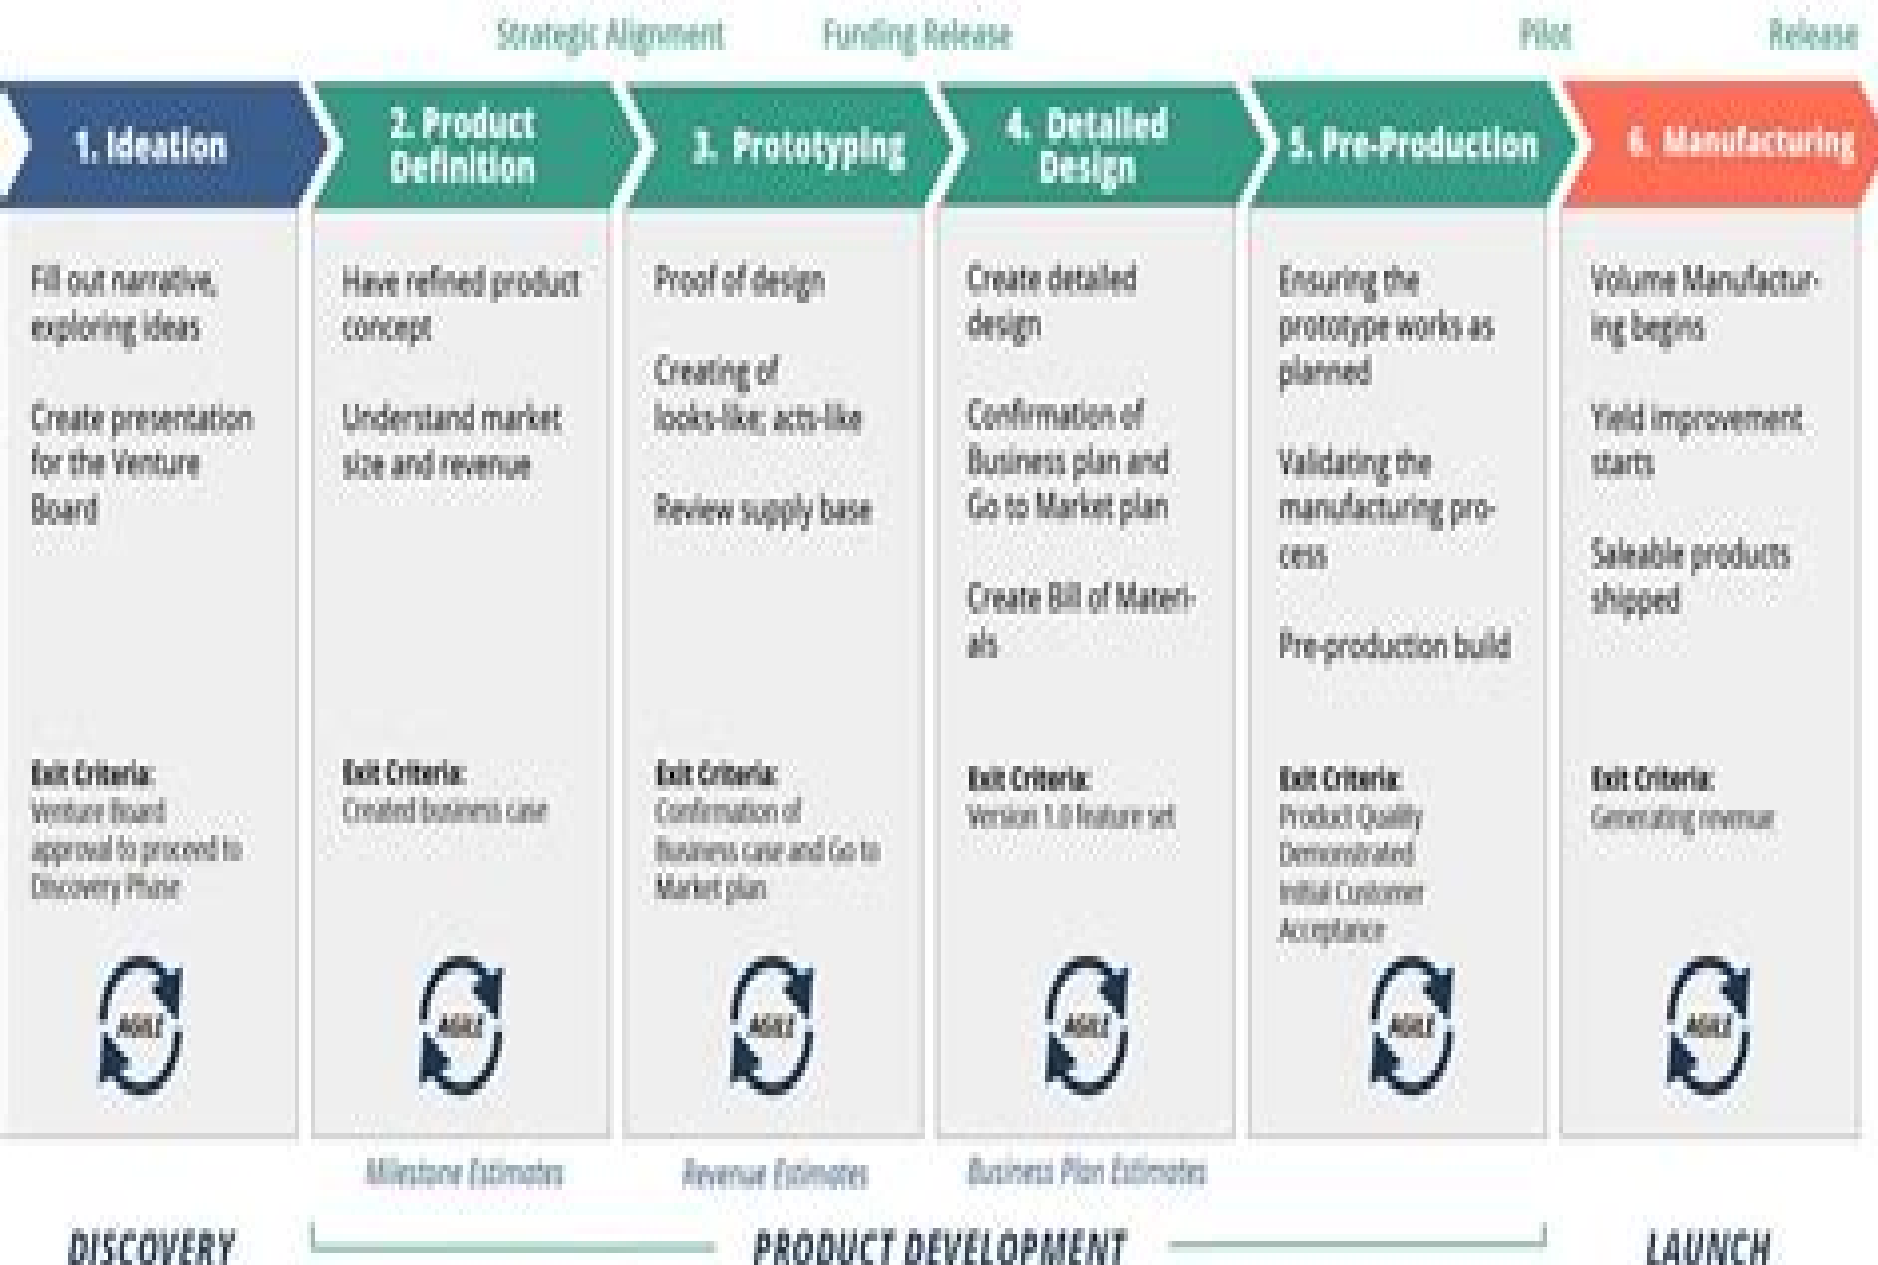 Strategic Alignment
Funding Release
Pilot
Release
1. Ideation
2. Product
Definition
3. Prototyping
4. Detailed
Design
5. Pre-Production
6. Manufacturing
Fill out narrative,
exploring ideas
Create presentation
for the Venture
Board
Exit Criteria:
Venture Board
approval to proceed to
Discovery Phase
AGILE
Have refined product
concept
Understand market
size and revenue
Exit Criteria:
Created business case
AGILE
Proof of design
Creating of
looks-like; acts-like
Review supply base
Exit Criteria:
Confirmation of
Business case and Go to
Market plan
AGILE
Create detailed
design
Confirmation of
Business plan and
Go to Market plan
Create Bill of Materi-
als
Exit Criteria:
Version 1.0 feature set
AGILE
Ensuring the
prototype works as
planned
Validating the
manufacturing pro-
cess
Pre-production build
Exit Criteria:
Product Quality
Demonstrated
Initial Customer
Acceptance
AGILE
Volume Manufactur-
ing begins
Yield improvement
starts
Saleable products
shipped
Exit Criteria:
Generating revenue
AGILE
Milestone Estimates
Revenue Estimates
Business Plan Estimates
DISCOVERY
PRODUCT DEVELOPMENT
LAUNCH